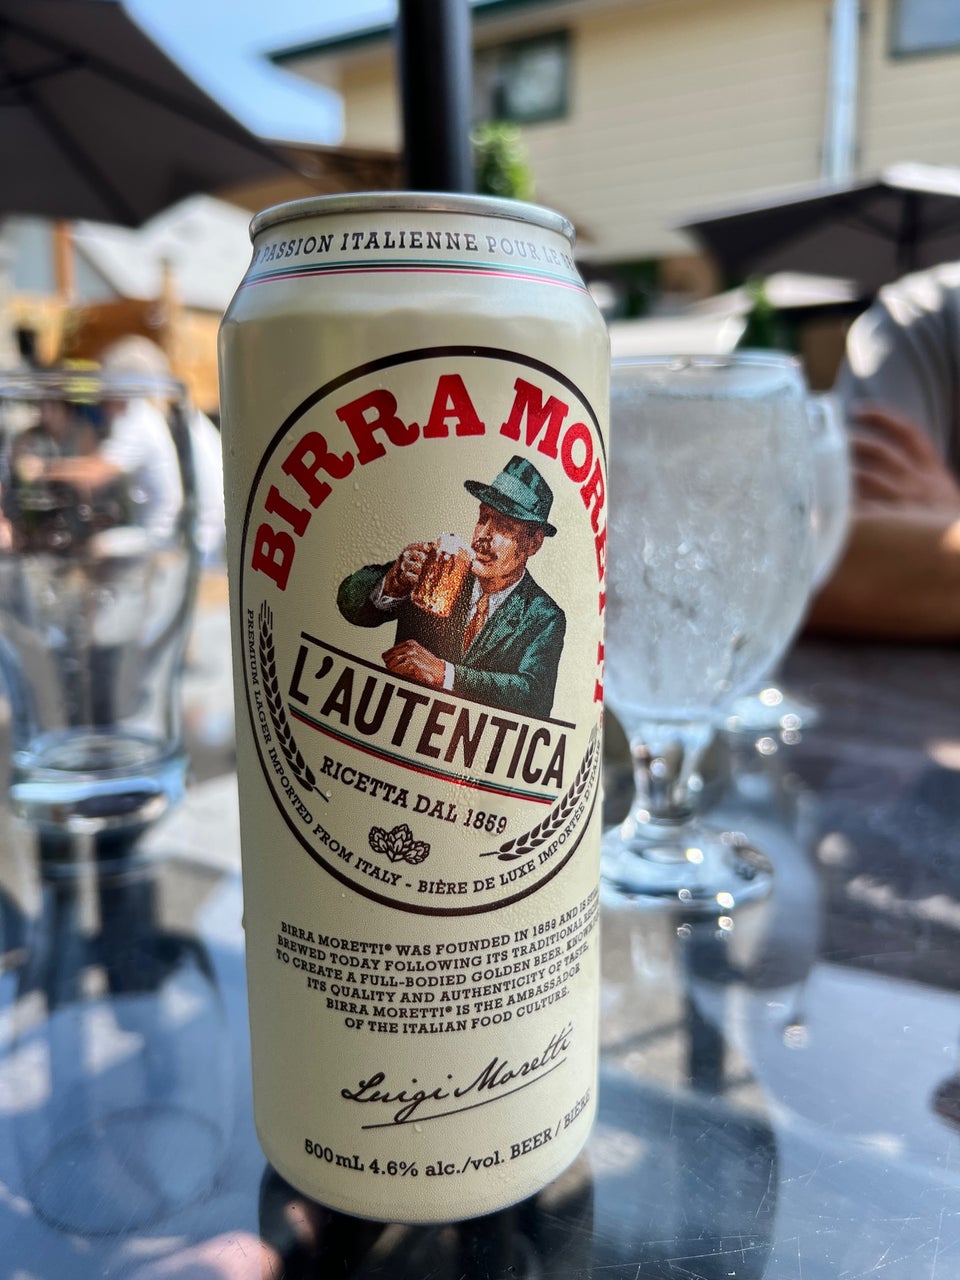 PASSION ITALIENNE POUR LE
BIRRA MORETTI
L'AUTENTICA
RICETTA DAL 1859
PREMIUM LAGER IMPORTED FROM ITALY - BIÈRE DE LUXE IMPORTÉE D'ITALIE
BIRRA MORETTI® WAS FOUNDED IN 1859 AND IS STILL
BREWED TODAY FOLLOWING ITS TRADITIONAL
TO CREATE A FULL-BODIED GOLDEN BEER. KNOWN
ITS QUALITY AND AUTHENTICITY OF TASTE,
BIRRA MORETTI® IS THE AMBASSADOR
OF THE ITALIAN FOOD CULTURE.
Luigi Moretti
500mL 4.6% alc./vol. BEER / BIÈRE